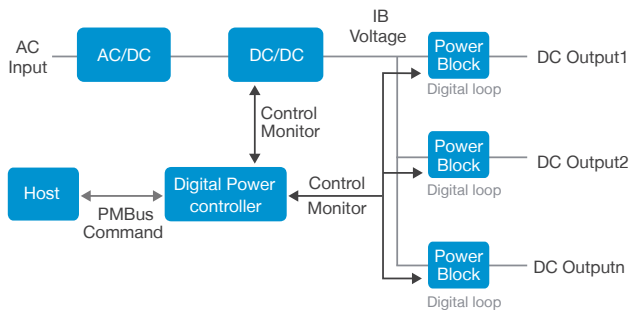 AC
Input
AC/DC
DC/DC
IB
Voltage
Power
Block
Digital loop
DC Output1
Control
Monitor
Power
Block
Digital loop
DC Output2
Host
PMBus
Command
Digital Power
controller
Control
Monitor
Power
Block
Digital loop
DC Outputn